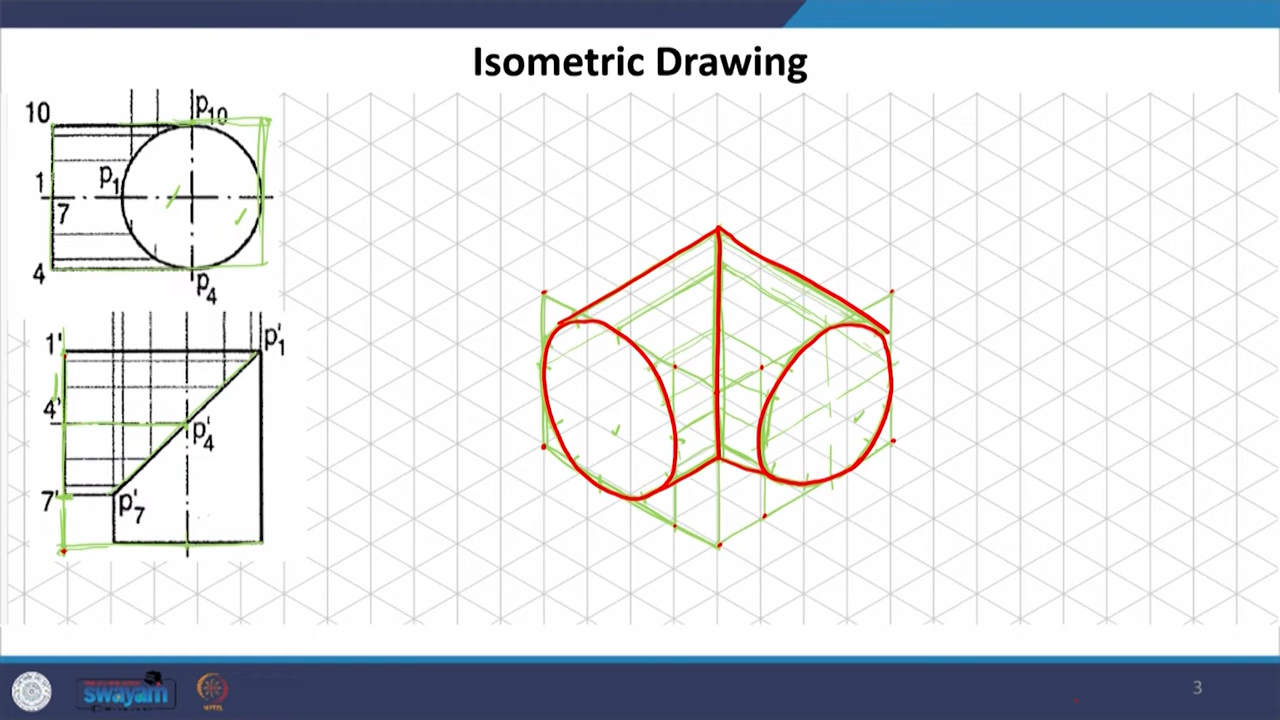 Isometric Drawing
10
p10
1
p1
7
4
p4
1'
p'1
4'
p'4
7'
p'7
swayam
3